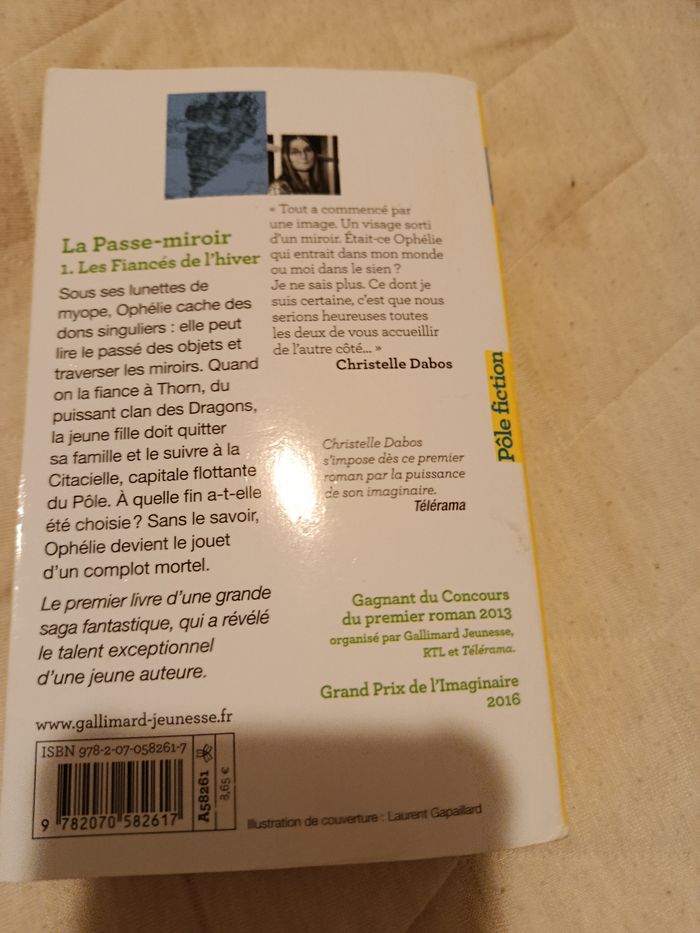 La Passe-miroir
1. Les Fiancés de l'hiver
Sous ses lunettes de
myope, Ophélie cache des
dons singuliers : elle peut
lire le passé des objets et
traverser les miroirs. Quand
on la fiance à Thorn, du
puissant clan des Dragons,
la jeune fille doit quitter
sa famille et le suivre à la
Citacielle, capitale flottante
du Pôle. À quelle fin a-t-elle
été choisie ? Sans le savoir,
Ophélie devient le jouet
d'un complot mortel.
Le premier livre d'une grande
saga fantastique, qui a révélé
le talent exceptionnel
d'une jeune auteure.
« Tout a commencé par
une image. Un visage sorti
d'un miroir. Était-ce Ophélie
qui entrait dans mon monde
ou moi dans le sien ?
Je ne sais plus. Ce dont je
suis certaine, c'est que nous
serions heureuses toutes
les deux de vous accueillir
de l'autre côté... »
Christelle Dabos
Christelle Dabos
s'impose dès ce premier
roman par la puissance
de son imaginaire.
Télérama
Gagnant du Concours
du premier roman 2013
organisé par Gallimard Jeunesse,
RTL et Télérama.
Grand Prix de l'Imaginaire
2016
www.gallimard-jeunesse.fr
ISBN 978-2-07-058261-7
9 782070 582617
A58261
8,65 €
Illustration de couverture : Laurent Gapaillard
Pôle fiction